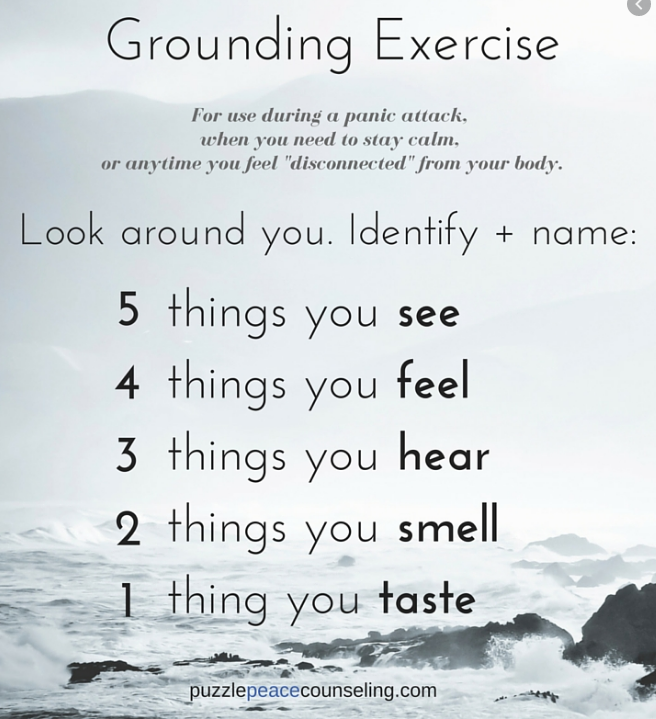 Grounding Exercise
For use during a panic attack,
when you need to stay calm,
or anytime you feel "disconnected" from your body.
Look around you. Identify + name:
5 things you see
4 things you feel
3 things you hear
2 things you smell
1 thing you taste
puzzlepeacecounseling.com